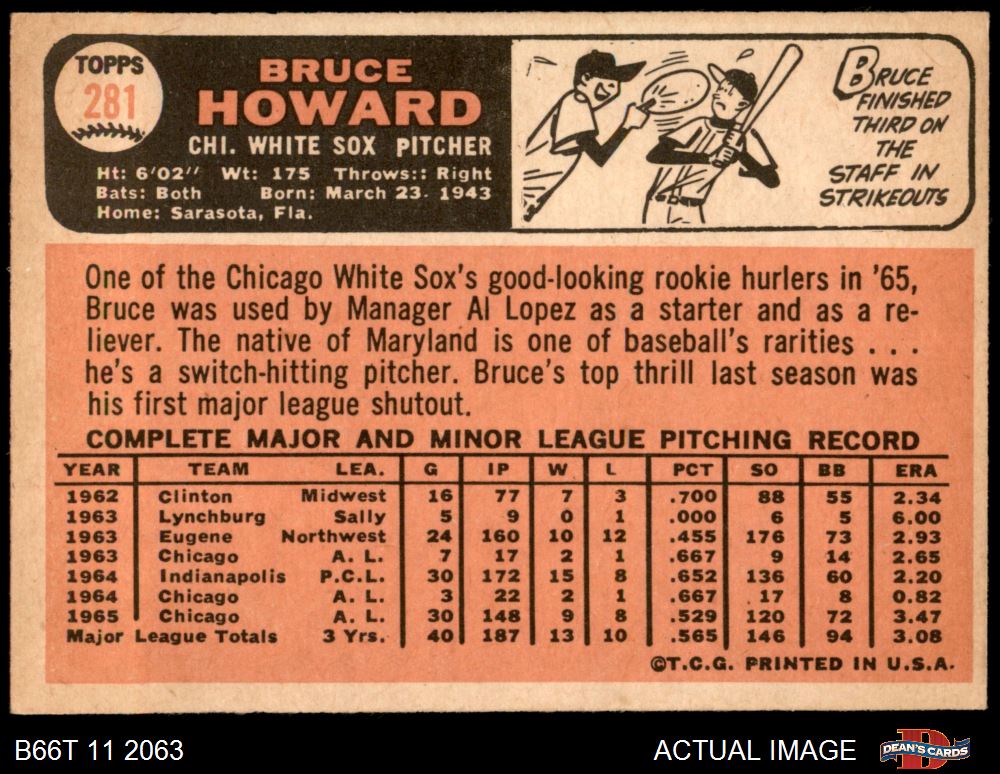 TOPPS
281
BRUCE
HOWARD
CHI. WHITE SOX PITCHER
Ht: 6'02" Wt: 175 Throws:: Right
Bats: Both Born: March 23- 1943
Home: Sarasota, Fla.
BRUCE
FINISHED
THIRD ON
THE
STAFF IN
STRIKEOUTS
One of the Chicago White Sox's good-looking rookie hurlers in '65,
Bruce was used by Manager Al Lopez as a starter and as a re-
liever. The native of Maryland is one of baseball's rarities . . .
he's a switch-hitting pitcher. Bruce's top thrill last season was
his first major league shutout.
COMPLETE MAJOR AND MINOR LEAGUE PITCHING RECORD
YEAR TEAM LEA. G IP W L PCT SO BB ERA
1962 Clinton Midwest 16 77 7 3 .700 88 55 2.34
1963 Lynchburg Sally 5 9 0 1 .000 6 5 6.00
1963 Eugene Northwest 24 160 10 12 .455 176 73 2.93
1963 Chicago A. L. 7 17 2 1 .667 9 14 2.65
1964 Indianapolis P.C.L. 30 172 15 8 .652 136 60 2.20
1964 Chicago A. L. 3 22 2 1 .667 17 8 0.82
1965 Chicago A. L. 30 148 9 8 .529 120 72 3.47
Major League Totals 3 Yrs. 40 187 13 10 .565 146 94 3.08
©T.C.G. PRINTED IN U.S.A.
B66T 11 2063
ACTUAL IMAGE
DEAN'S CARDS